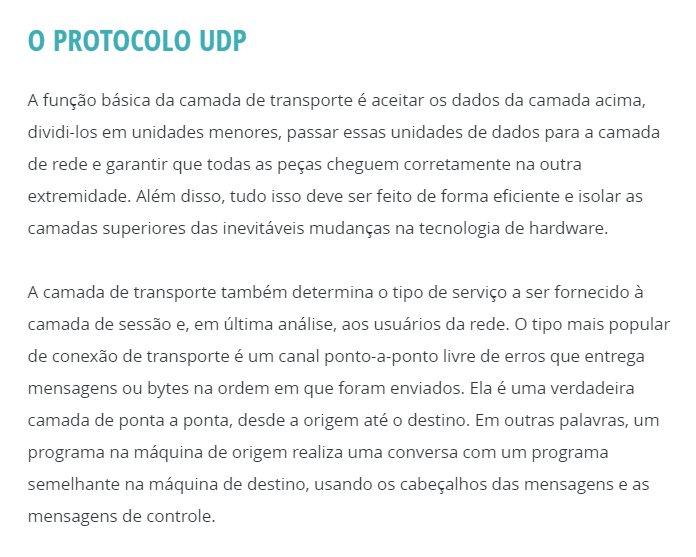 O PROTOCOLO UDP
A função básica da camada de transporte é aceitar os dados da camada acima,
dividi-los em unidades menores, passar essas unidades de dados para a camada
de rede e garantir que todas as peças cheguem corretamente na outra
extremidade. Além disso, tudo isso deve ser feito de forma eficiente e isolar as
camadas superiores das inevitáveis mudanças na tecnologia de hardware.
A camada de transporte também determina o tipo de serviço a ser fornecido à
camada de sessão e, em última análise, aos usuários da rede. O tipo mais popular
de conexão de transporte é um canal ponto-a-ponto livre de erros que entrega
mensagens ou bytes na ordem em que foram enviados. Ela é uma verdadeira
camada de ponta a ponta, desde a origem até o destino. Em outras palavras, um
programa na máquina de origem realiza uma conversa com um programa
semelhante na máquina de destino, usando os cabeçalhos das mensagens e as
mensagens de controle.